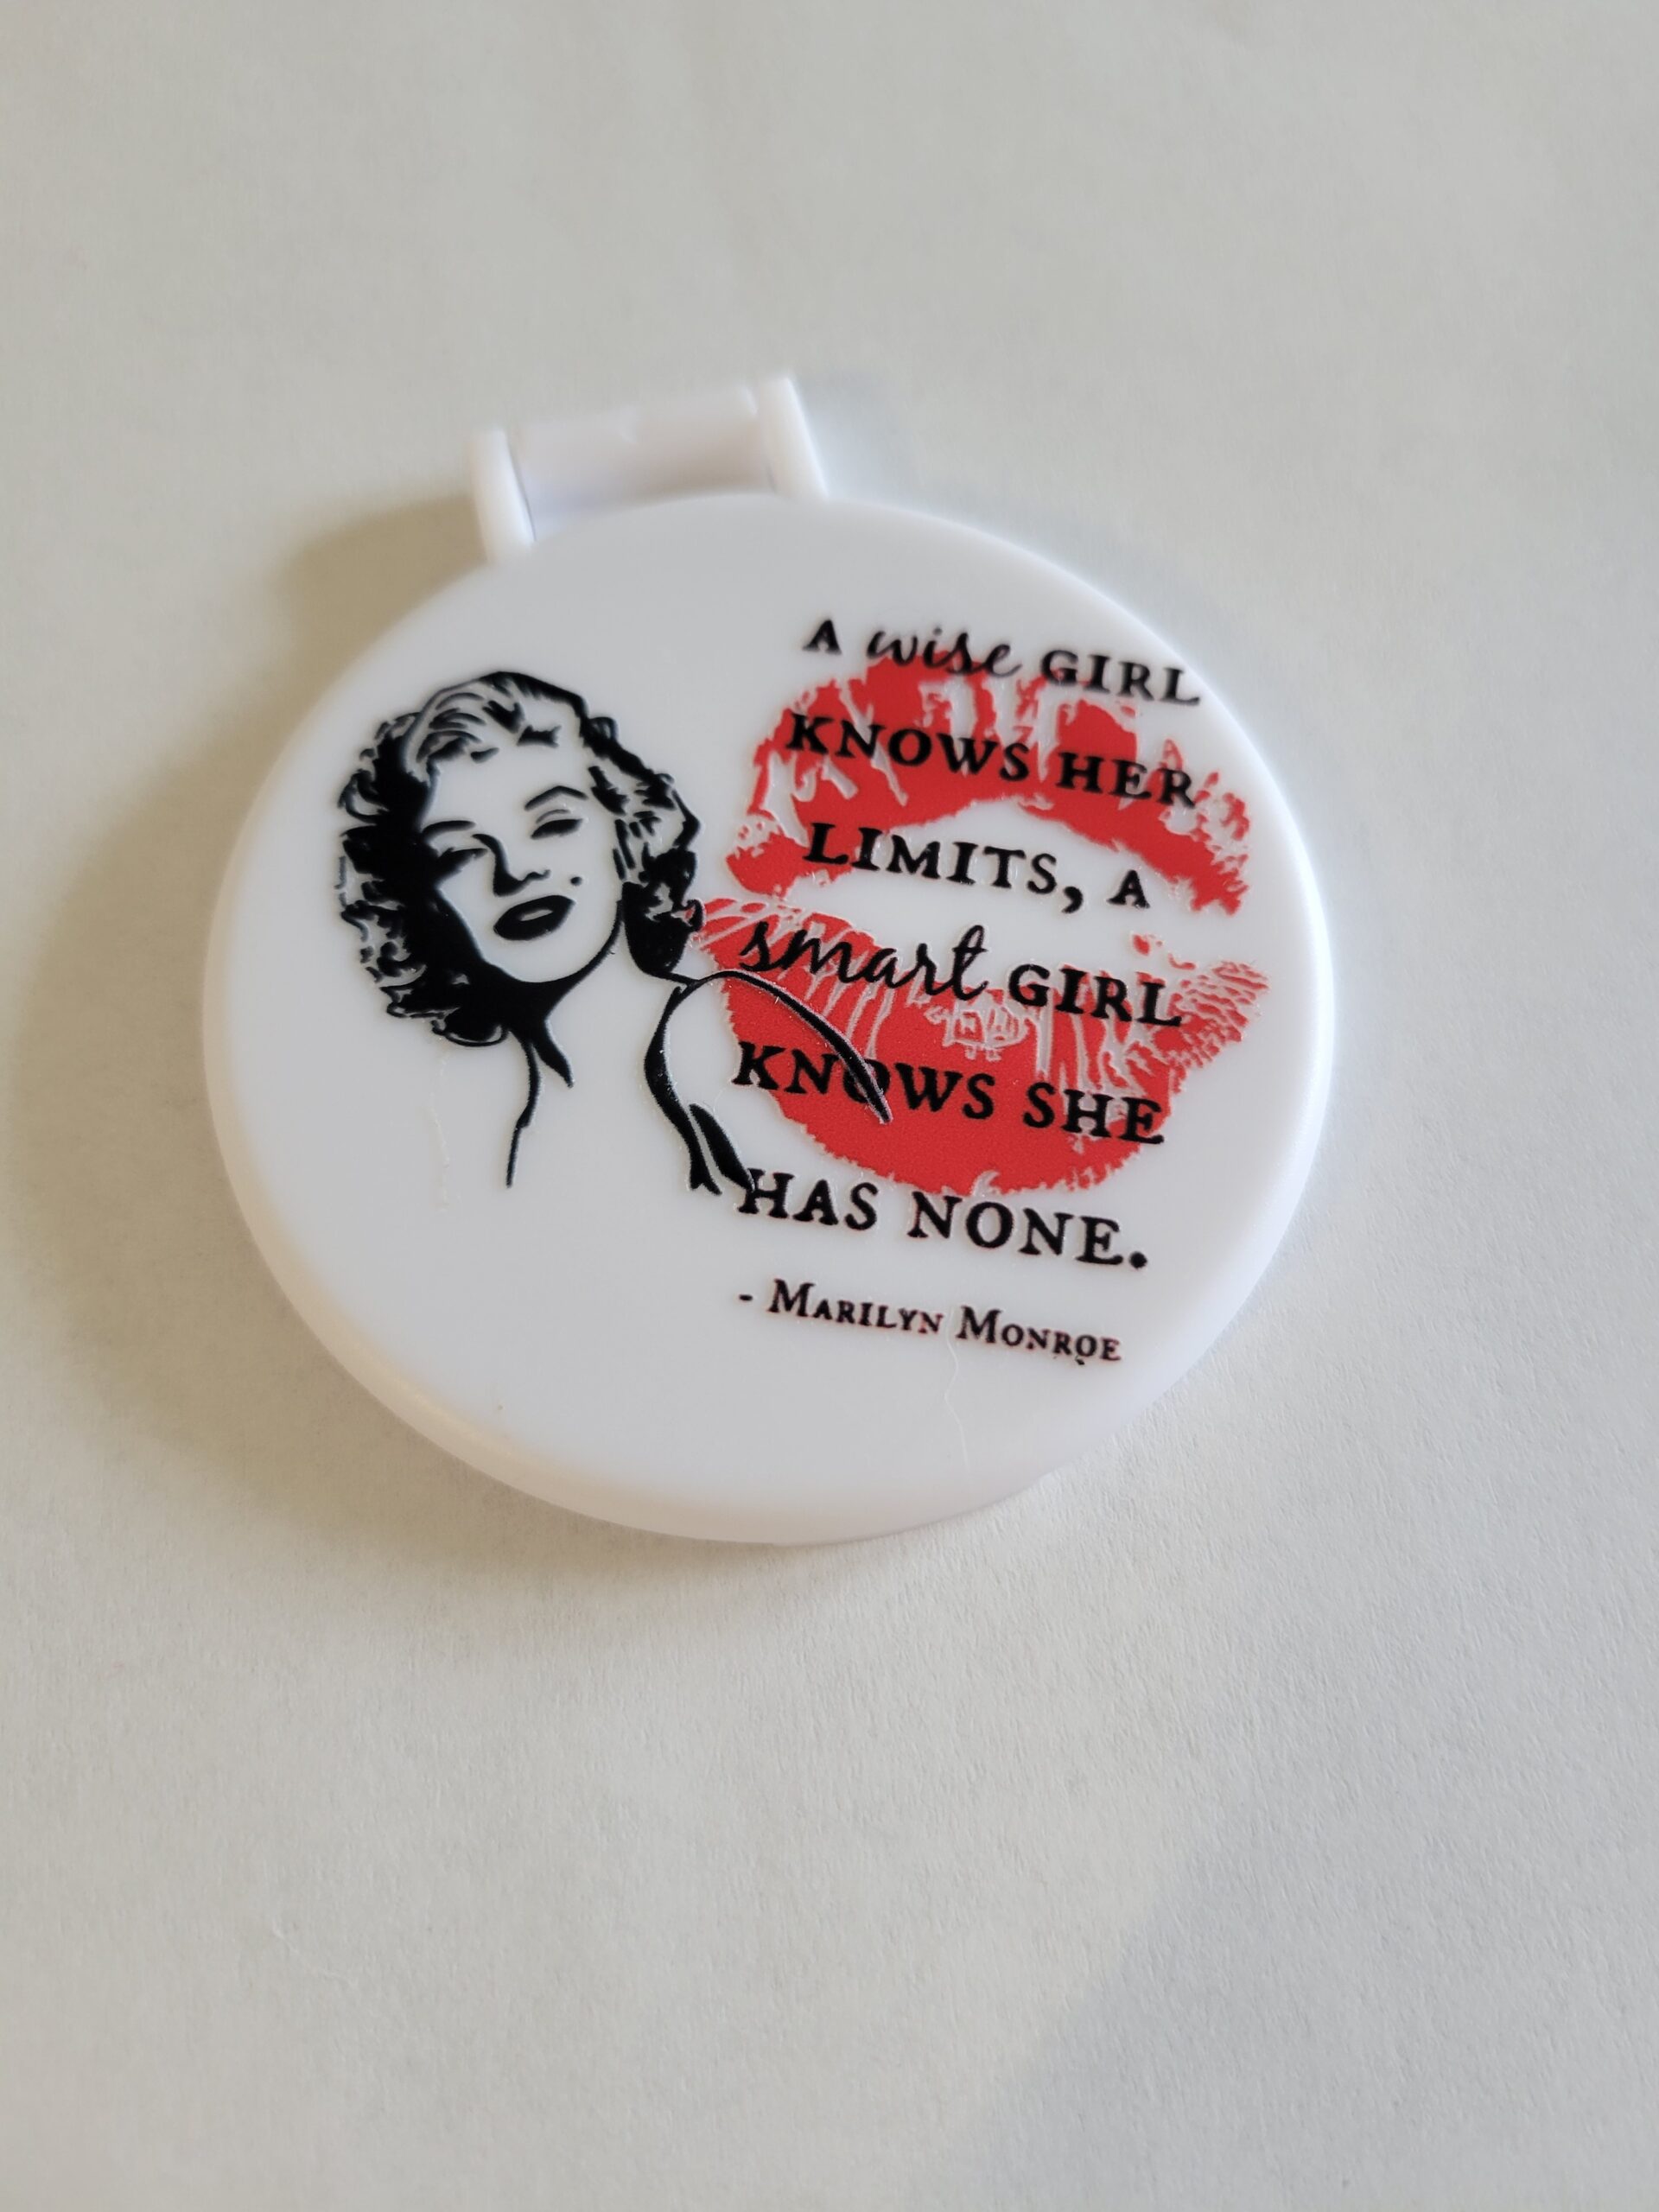 A wise GIRL
KNOWS HER
LIMITS, A
smart GIRL
KNOWS SHE
HAS NONE.
- MARILYN MONROE